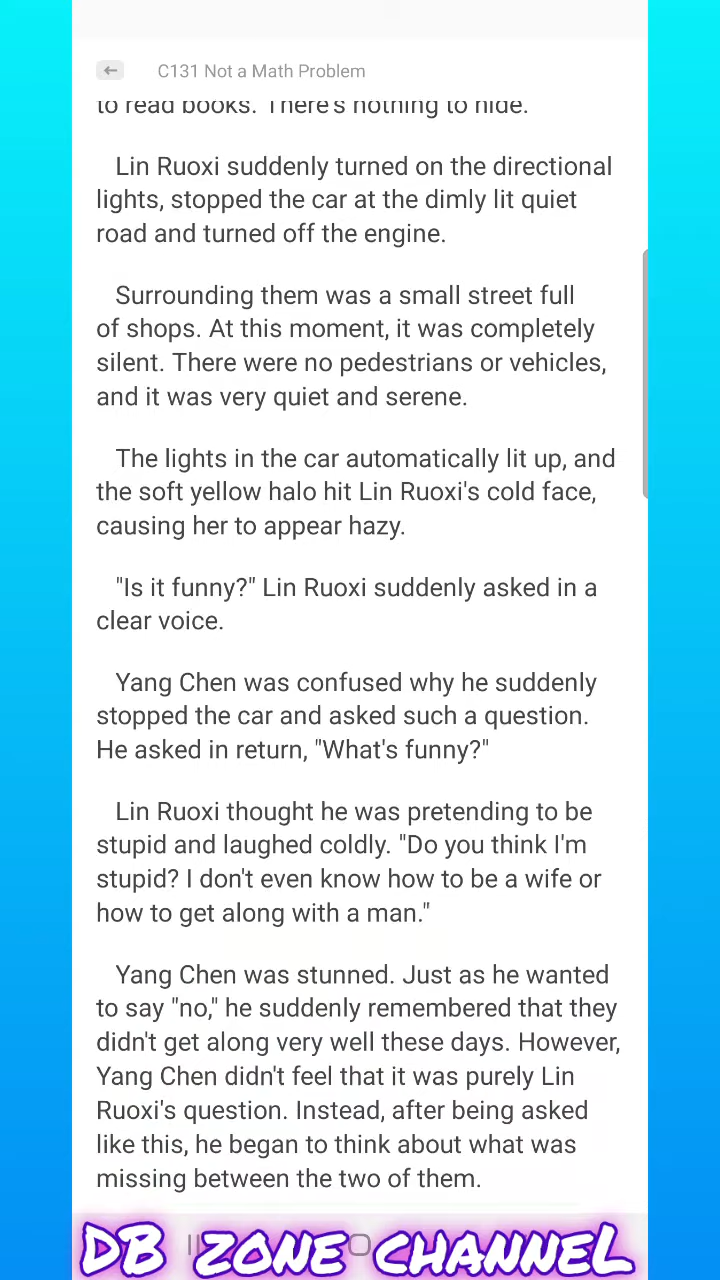 C131 Not a Math Problem
to read books. There's nothing to hide.
Lin Ruoxi suddenly turned on the directional
lights, stopped the car at the dimly lit quiet
road and turned off the engine.
Surrounding them was a small street full
of shops. At this moment, it was completely
silent. There were no pedestrians or vehicles,
and it was very quiet and serene.
The lights in the car automatically lit up, and
the soft yellow halo hit Lin Ruoxi's cold face,
causing her to appear hazy.
"Is it funny?" Lin Ruoxi suddenly asked in a
clear voice.
Yang Chen was confused why he suddenly
stopped the car and asked such a question.
He asked in return, "What's funny?"
Lin Ruoxi thought he was pretending to be
stupid and laughed coldly. "Do you think I'm
stupid? I don't even know how to be a wife or
how to get along with a man."
Yang Chen was stunned. Just as he wanted
to say "no," he suddenly remembered that they
didn't get along very well these days. However,
Yang Chen didn't feel that it was purely Lin
Ruoxi's question. Instead, after being asked
like this, he began to think about what was
missing between the two of them.
DB ZONE CHANNEL